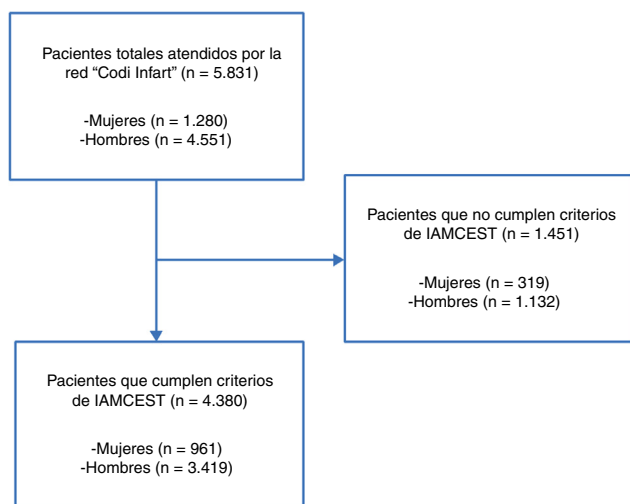 Pacientes totales atendidos por la
red “Codi Infart” (n = 5.831)
-Mujeres (n = 1.280)
-Hombres (n = 4.551)
Pacientes que no cumplen criterios
de IAMCEST (n = 1.451)
-Mujeres (n = 319)
-Hombres (n = 1.132)
Pacientes que cumplen criterios
de IAMCEST (n = 4.380)
-Mujeres (n = 961)
-Hombres (n = 3.419)